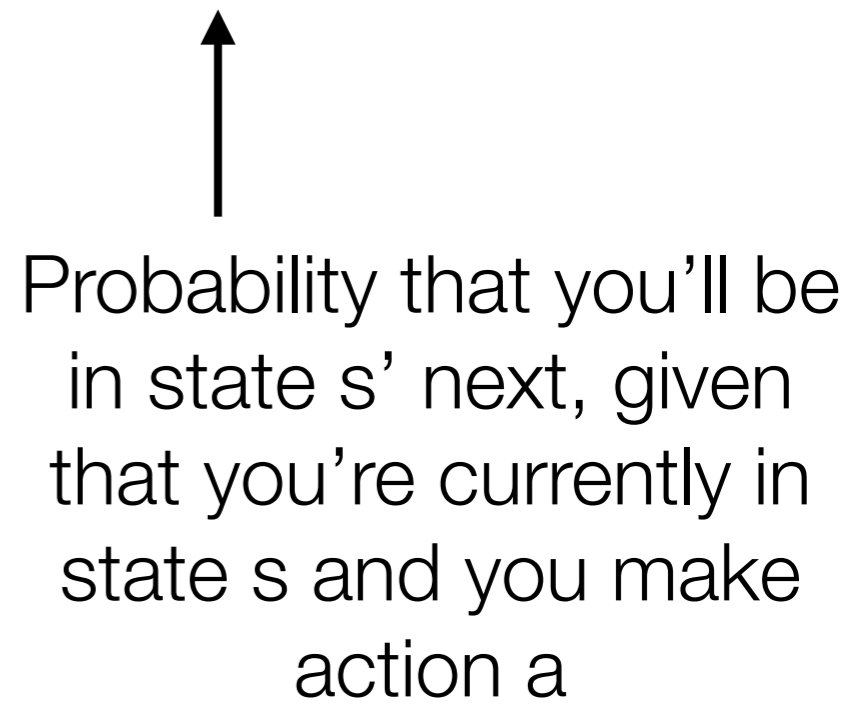 Probability that you’ll be
in state s’ next, given
that you’re currently in
state s and you make
action a